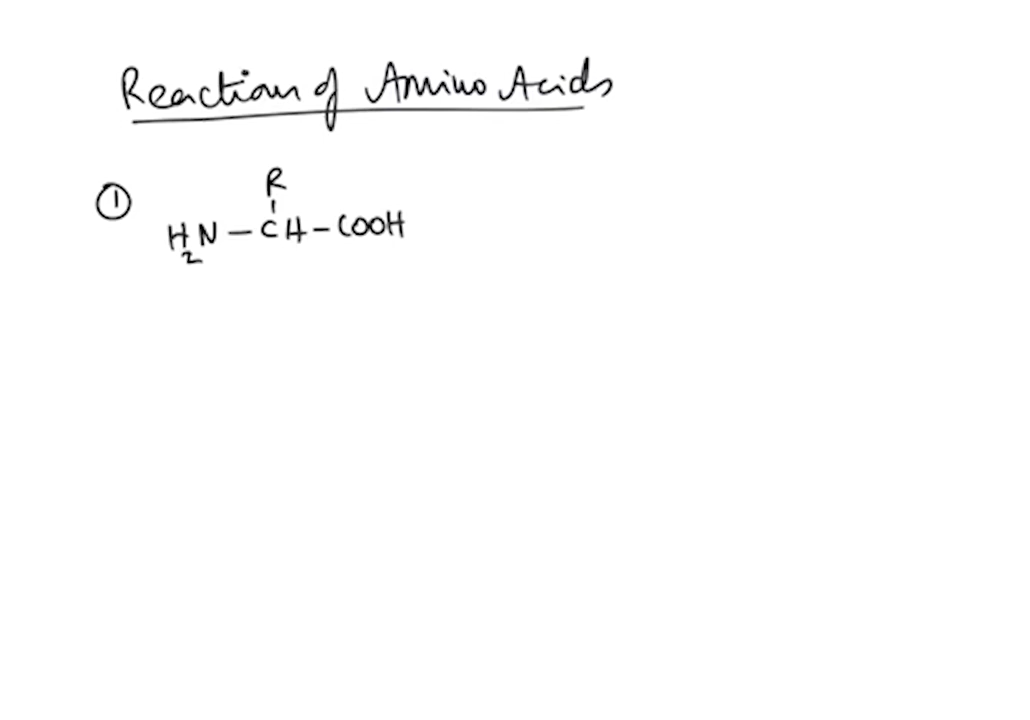 Reaction of Amino Acids
①
R
H2N-CH-COOH